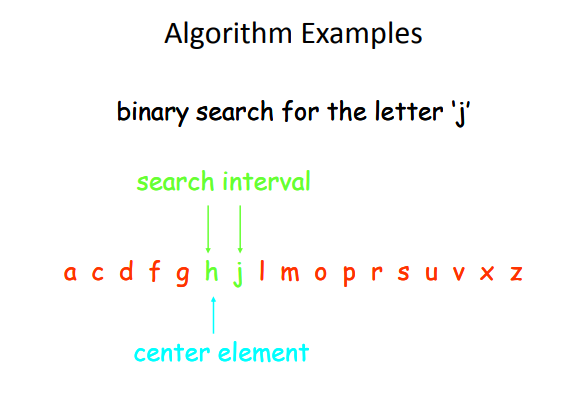 Algorithm Examples
binary search for the letter ‘j’
search interval
a c d f g h j l m o p r s u v x z
center element